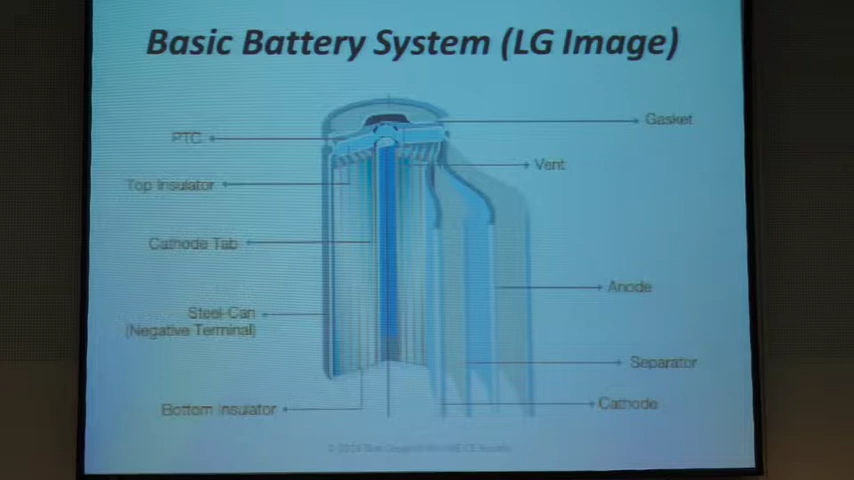 Basic Battery System (LG Image)
Gasket
PTC
Vent
Top Insulator
Cathode Tab
Anode
Steel Can
(Negative Terminal)
Separator
Cathode
Bottom Insulator